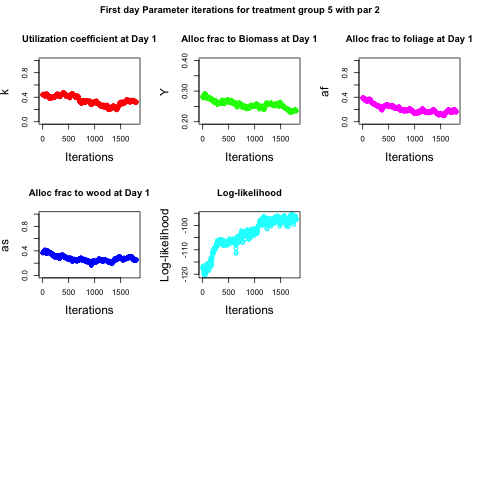 First day Parameter iterations for treatment group 5 with par 2
Utilization coefficient at Day 1
k
0.0 0.4 0.8
0 500 1000 1500
Iterations
Alloc frac to Biomass at Day 1
Y
0.20 0.30 0.40
0 500 1000 1500
Iterations
Alloc frac to foliage at Day 1
af
0.0 0.4 0.8
0 500 1000 1500
Iterations
Alloc frac to wood at Day 1
as
0.0 0.4 0.8
0 500 1000 1500
Iterations
Log-likelihood
Log-likelihood
-120 -110 -100
0 500 1000 1500
Iterations